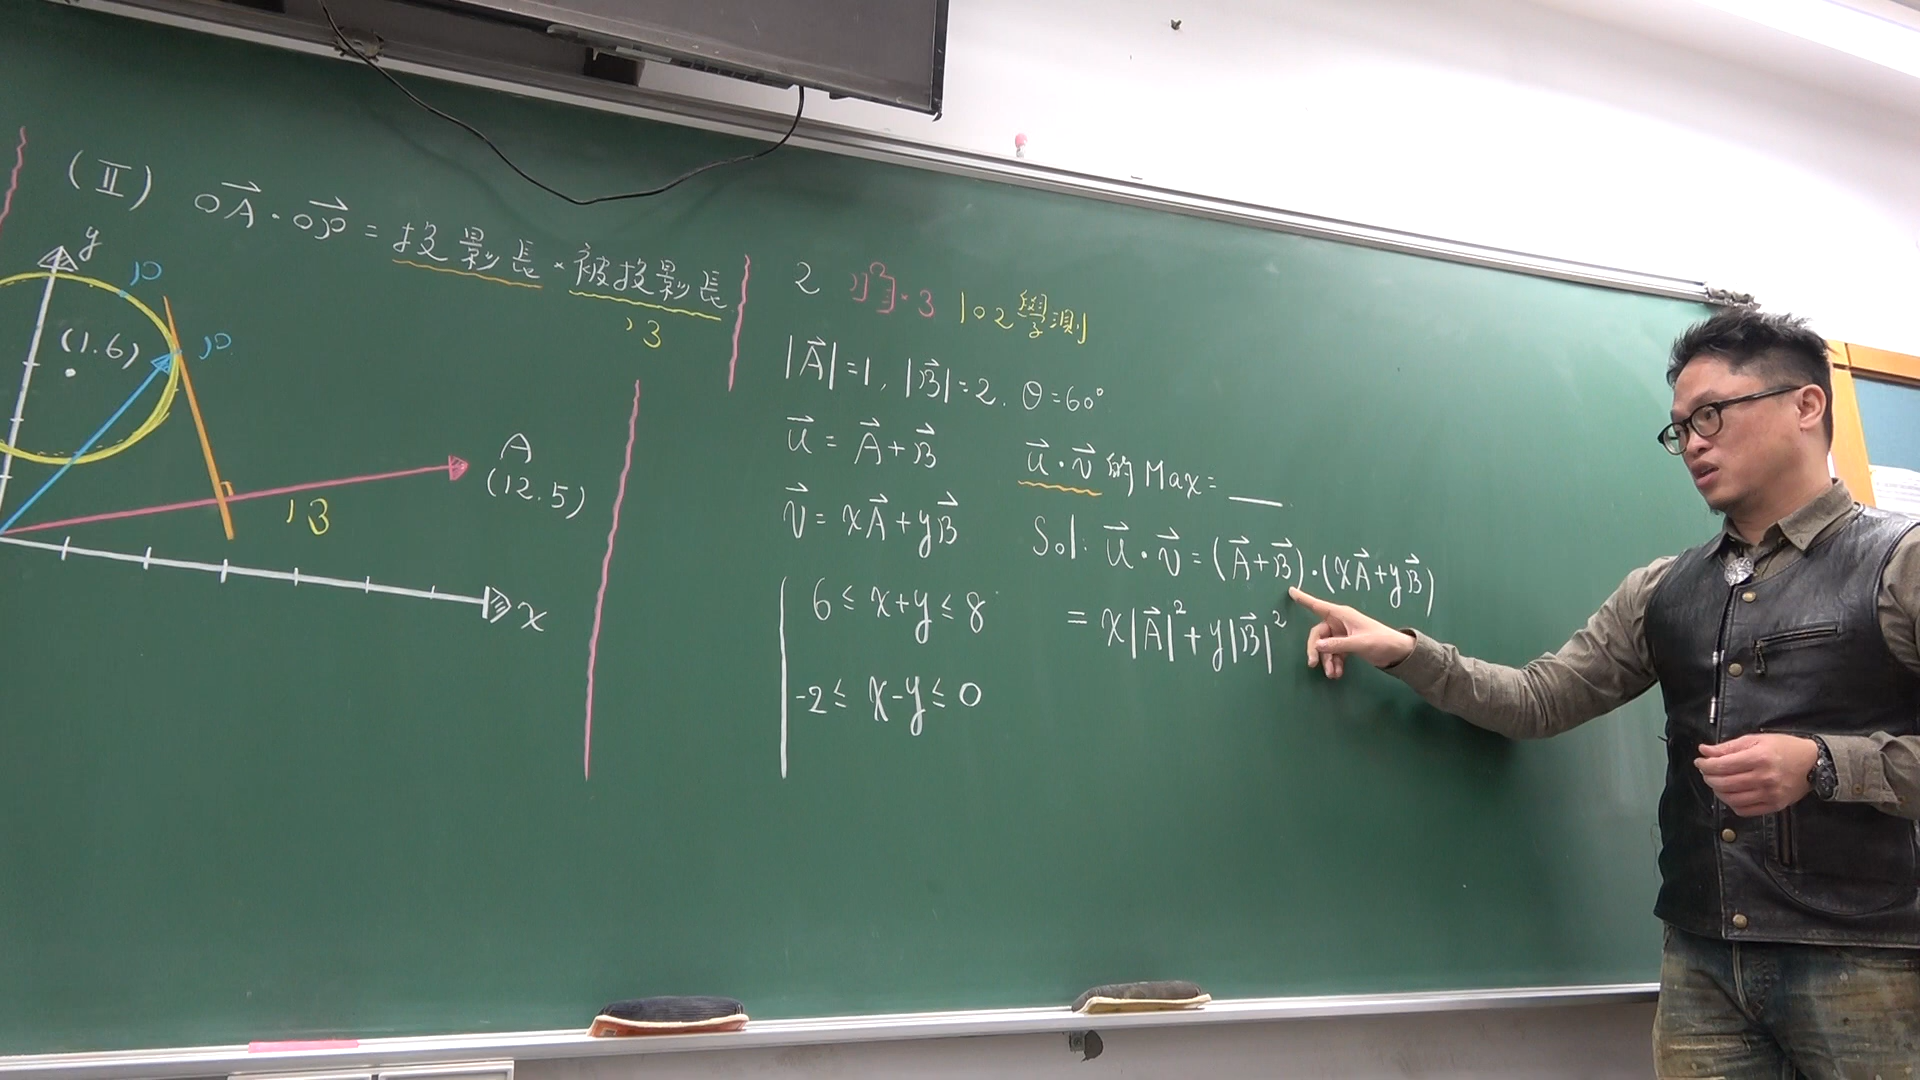 (Ⅱ) OA⃗ · OP⃗ = 投影長 × 被投影長
13
y
P
P
(1.6)
A
(12.5)
13
x
2 例·3 102學測
|A⃗|=1, |B⃗|=2. θ=60°
u⃗ = A⃗+B⃗
u⃗·v⃗ 的 Max = ___
v⃗ = xA⃗+yB⃗
6 ≤ x+y ≤ 8
-2 ≤ x-y ≤ 0
Sol: u⃗·v⃗ = (A⃗+B⃗)·(xA⃗+yB⃗)
= x|A⃗|²+y|B⃗|²